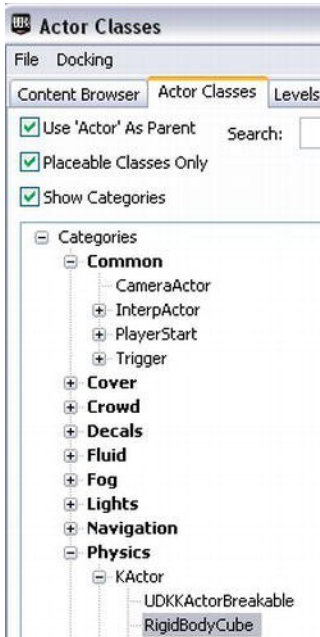 Actor Classes
File Docking
Content Browser Actor Classes Levels
Use 'Actor' As Parent Search:
Placeable Classes Only
Show Categories
Categories
Common
CameraActor
InterpActor
PlayerStart
Trigger
Cover
Crowd
Decals
Fluid
Fog
Lights
Navigation
Physics
KActor
UDKKActorBreakable
RigidBodyCube